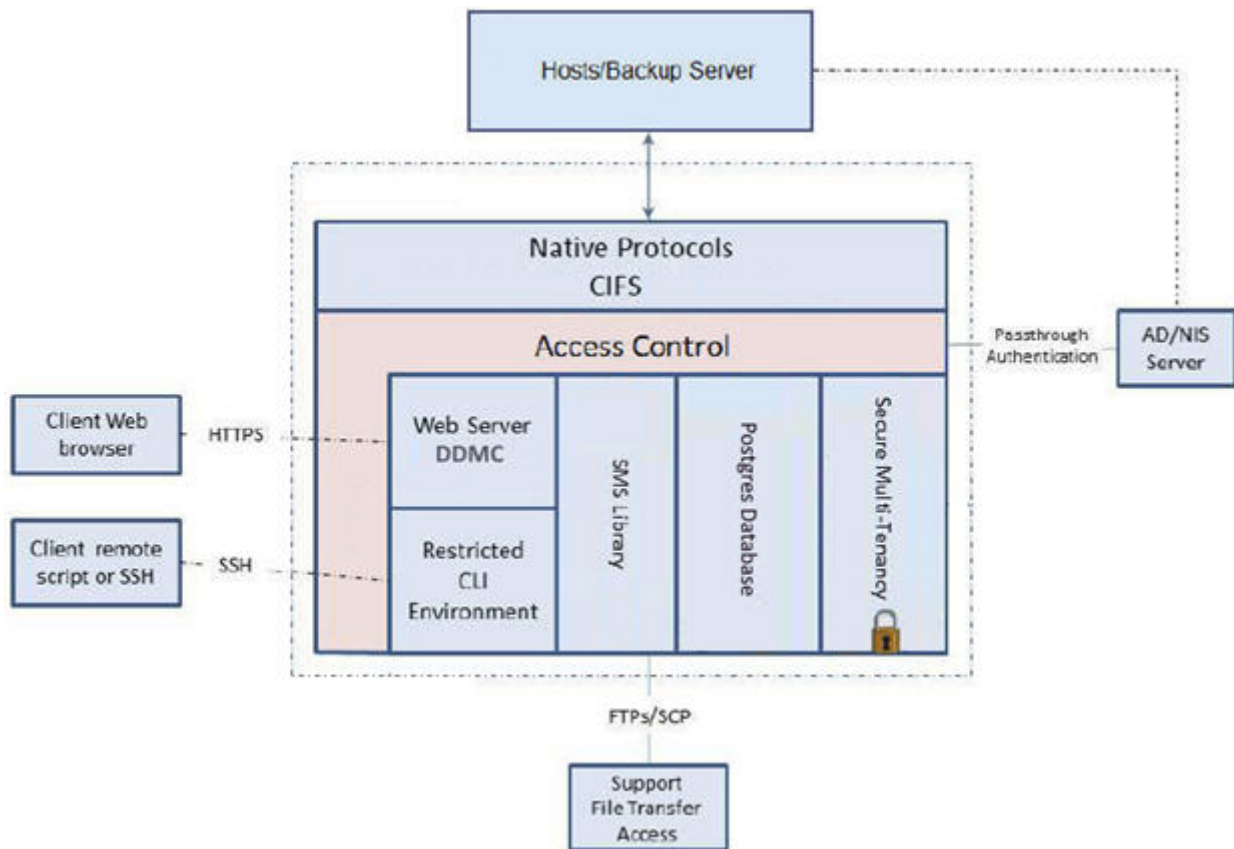 Hosts/Backup Server
Native Protocols
CIFS
Access Control
Passthrough
Authentication
AD/NIS
Server
Client Web
browser
HTTPS
Web Server
DDMC
SMS Library
Postgres Database
Secure Multi-Tenancy
Client remote
script or SSH
SSH
Restricted
CLI
Environment
FTPs/SCP
Support
File Transfer
Access